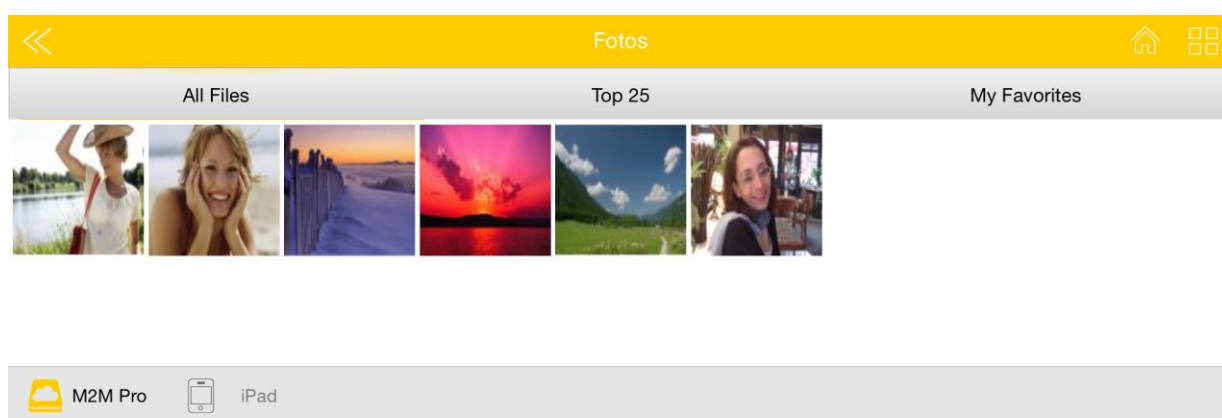 Fotos
All Files
Top 25
My Favorites
M2M Pro
iPad